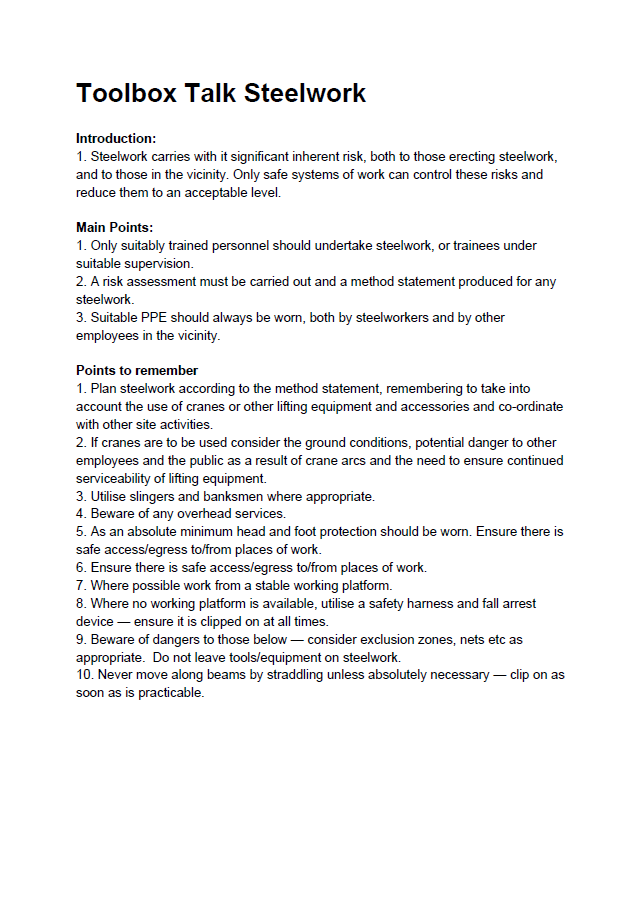 Toolbox Talk Steelwork
Introduction:
1. Steelwork carries with it significant inherent risk, both to those erecting steelwork,
and to those in the vicinity. Only safe systems of work can control these risks and
reduce them to an acceptable level.
Main Points:
1. Only suitably trained personnel should undertake steelwork, or trainees under
suitable supervision.
2. A risk assessment must be carried out and a method statement produced for any
steelwork.
3. Suitable PPE should always be worn, both by steelworkers and by other
employees in the vicinity.
Points to remember
1. Plan steelwork according to the method statement, remembering to take into
account the use of cranes or other lifting equipment and accessories and co-ordinate
with other site activities.
2. If cranes are to be used consider the ground conditions, potential danger to other
employees and the public as a result of crane arcs and the need to ensure continued
serviceability of lifting equipment.
3. Utilise slingers and banksmen where appropriate.
4. Beware of any overhead services.
5. As an absolute minimum head and foot protection should be worn. Ensure there is
safe access/egress to/from places of work.
6. Ensure there is safe access/egress to/from places of work.
7. Where possible work from a stable working platform.
8. Where no working platform is available, utilise a safety harness and fall arrest
device — ensure it is clipped on at all times.
9. Beware of dangers to those below — consider exclusion zones, nets etc as
appropriate.  Do not leave tools/equipment on steelwork.
10. Never move along beams by straddling unless absolutely necessary — clip on as
soon as is practicable.